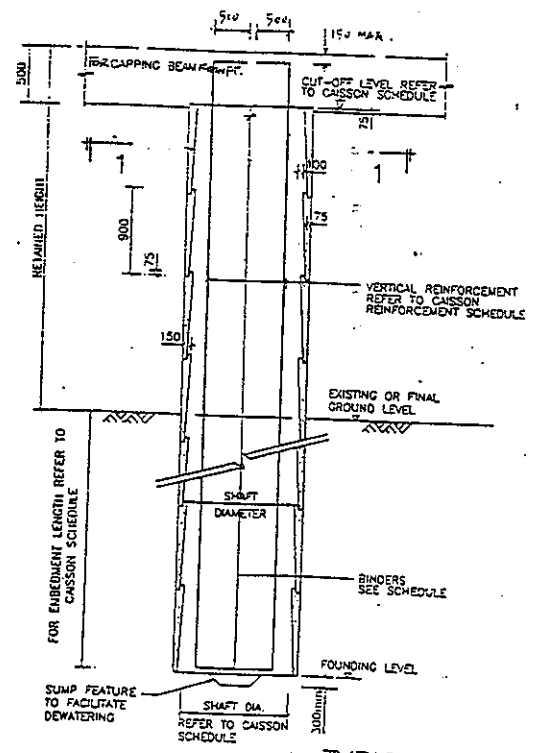 500 500
150 MAX.
500
CAPPING BEAM
CUT-OFF LEVEL REFER
TO CAISSON SCHEDULE
75
1 1
100
RETAINED HEIGHT
900
75
75
VERTICAL REINFORCEMENT
REFER TO CAISSON
REINFORCEMENT SCHEDULE
150
EXISTING OR FINAL
GROUND LEVEL
FOR EMBEDMENT LENGTH REFER TO
CAISSON SCHEDULE
SHAFT
DIAMETER
BINDERS
SEE SCHEDULE
FOUNDING LEVEL
SUMP FEATURE
TO FACILITATE
DEWATERING
SHAFT DIA.
REFER TO CAISSON
SCHEDULE
300mm